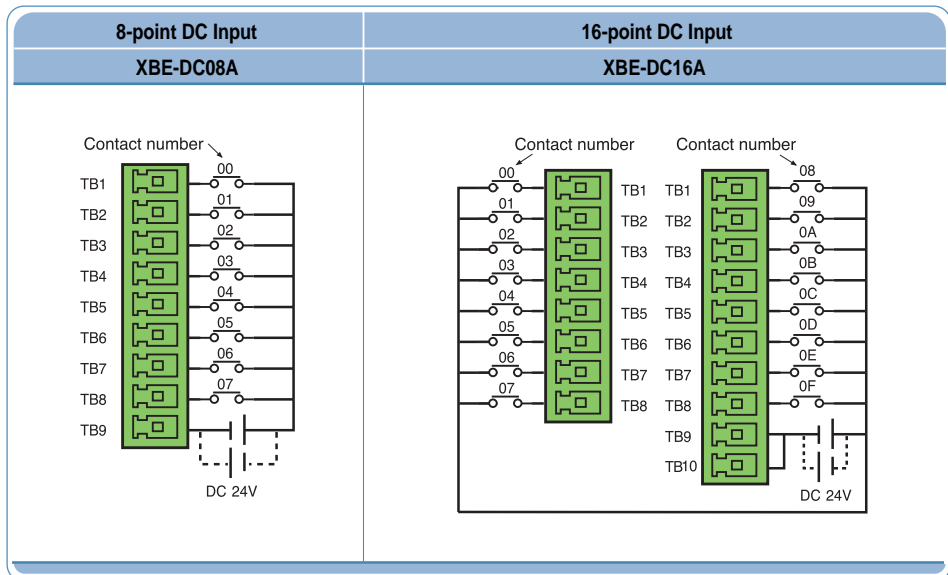 8-point DC Input
XBE-DC08A
Contact number
TB1 00
TB2 01
TB3 02
TB4 03
TB5 04
TB6 05
TB7 06
TB8 07
TB9
DC 24V
16-point DC Input
XBE-DC16A
Contact number
00 TB1
01 TB2
02 TB3
03 TB4
04 TB5
05 TB6
06 TB7
07 TB8
Contact number
TB1 08
TB2 09
TB3 0A
TB4 0B
TB5 0C
TB6 0D
TB7 0E
TB8 0F
TB9
TB10
DC 24V